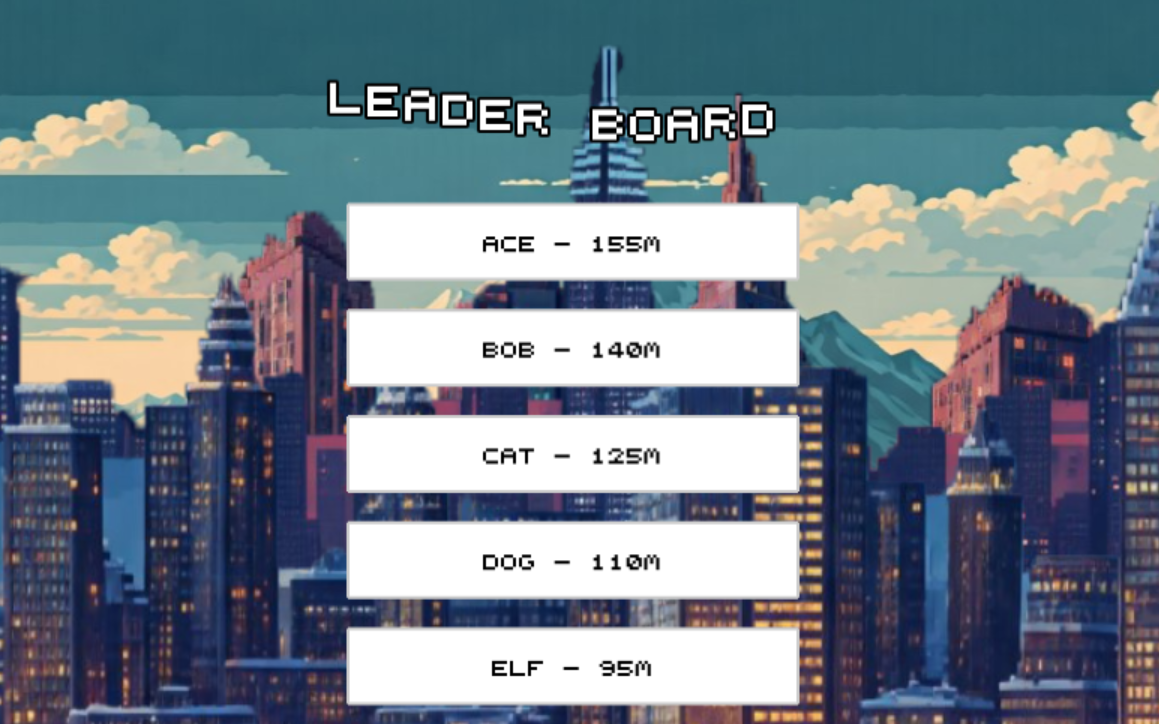 LEADER BOARD
ACE - 155M
BOB - 140M
CAT - 125M
DOG - 110M
ELF - 95M